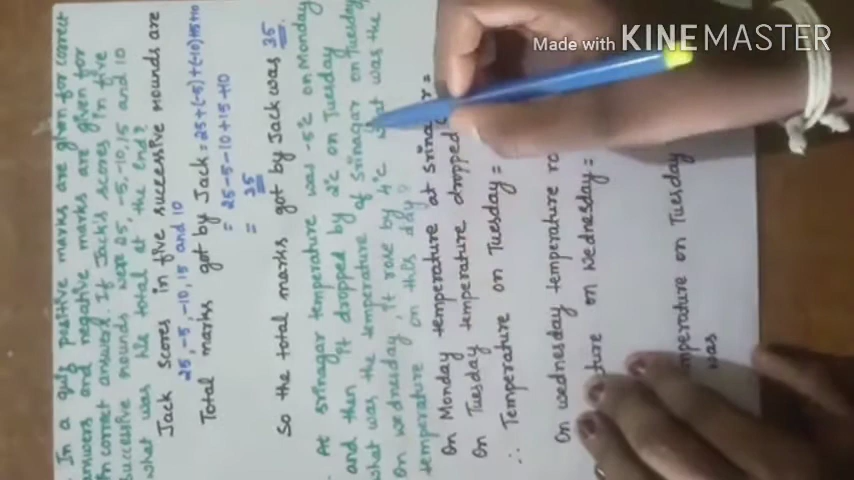 Made with KINEMASTER
In a quiz positive marks are given for correct
answers and negative marks are given for
in correct answers. If Jack's scores in five
successive rounds were 25, -5, -10, 15 and 10
what was his total at the end?
Jack scores in five successive rounds are
25, -5, -10, 15 and 10
Total marks got by Jack = 25+(-5)+(-10)+15+10
= 25-5-10+15+10
= 35
So the total marks got by Jack was 35.
At srinagar temperature was -5°C on Monday
and then it dropped by 2°C on Tuesday
what was the temperature of Srinagar on Tuesday
On wednesday, it rose by 4°C what was the
temperature on this day?
On Monday temperature at srinagar =
On Tuesday temperature dropped
∴ Temperature on Tuesday =
On wednesday temperature ro
ture on wednesday =
mperature on Tuesday
was